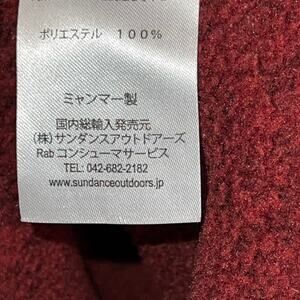 ポリエステル 100%
ミャンマー製
国内総輸入発売元
(株)サンダンスアウトドアーズ
Rab コンシューマサービス
TEL: 042-682-2182
www.sundanceoutdoors.jp/